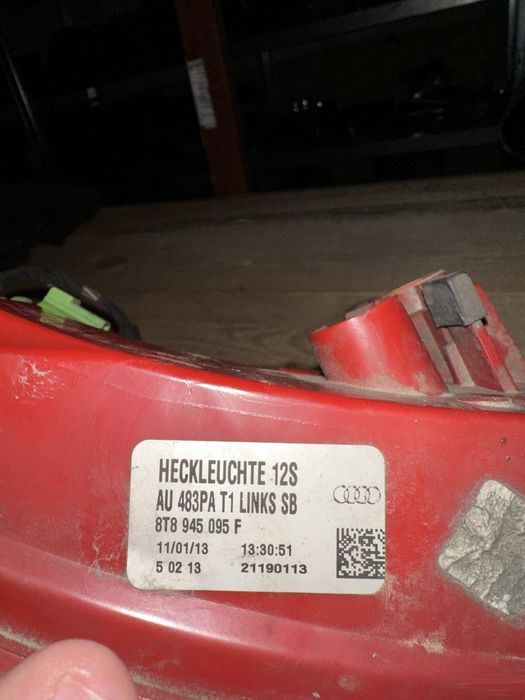 HECKLEUCHTE 12S
AU 483PA T1 LINKS SB
8T8 945 095 F
11/01/13 13:30:51
5 02 13 21190113